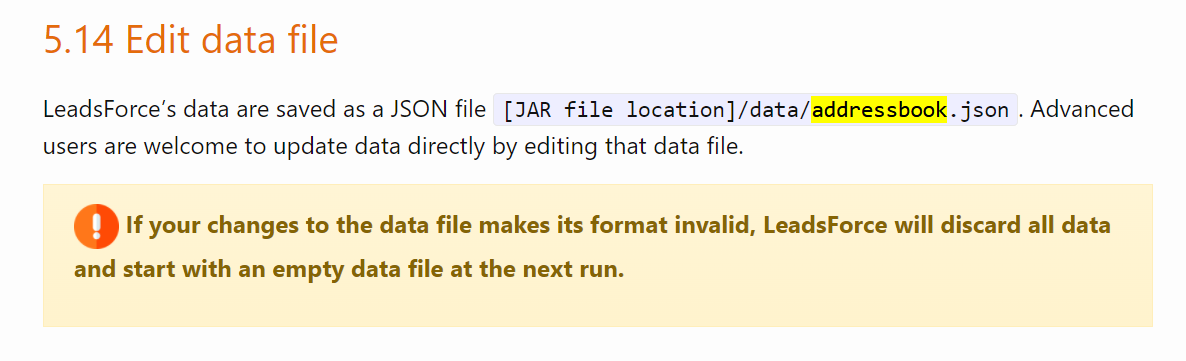 5.14 Edit data file
LeadsForce’s data are saved as a JSON file [JAR file location]/data/addressbook.json. Advanced
users are welcome to update data directly by editing that data file.
If your changes to the data file makes its format invalid, LeadsForce will discard all data
and start with an empty data file at the next run.